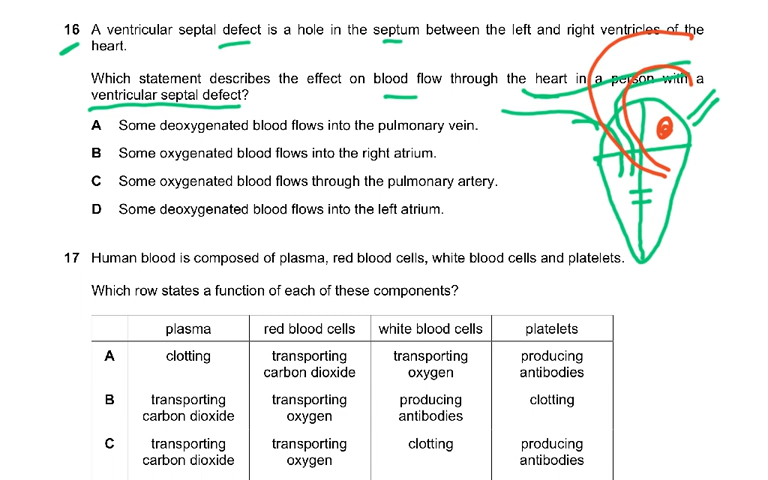 16 A ventricular septal defect is a hole in the septum between the left and right ventricles of the
heart.
Which statement describes the effect on blood flow through the heart in a person with a
ventricular septal defect?
A Some deoxygenated blood flows into the pulmonary vein.
B Some oxygenated blood flows into the right atrium.
C Some oxygenated blood flows through the pulmonary artery.
D Some deoxygenated blood flows into the left atrium.
17 Human blood is composed of plasma, red blood cells, white blood cells and platelets.
Which row states a function of each of these components?
plasma red blood cells white blood cells platelets
A clotting transporting carbon dioxide transporting oxygen producing antibodies
B transporting carbon dioxide transporting oxygen producing antibodies clotting
C transporting carbon dioxide transporting oxygen clotting producing antibodies